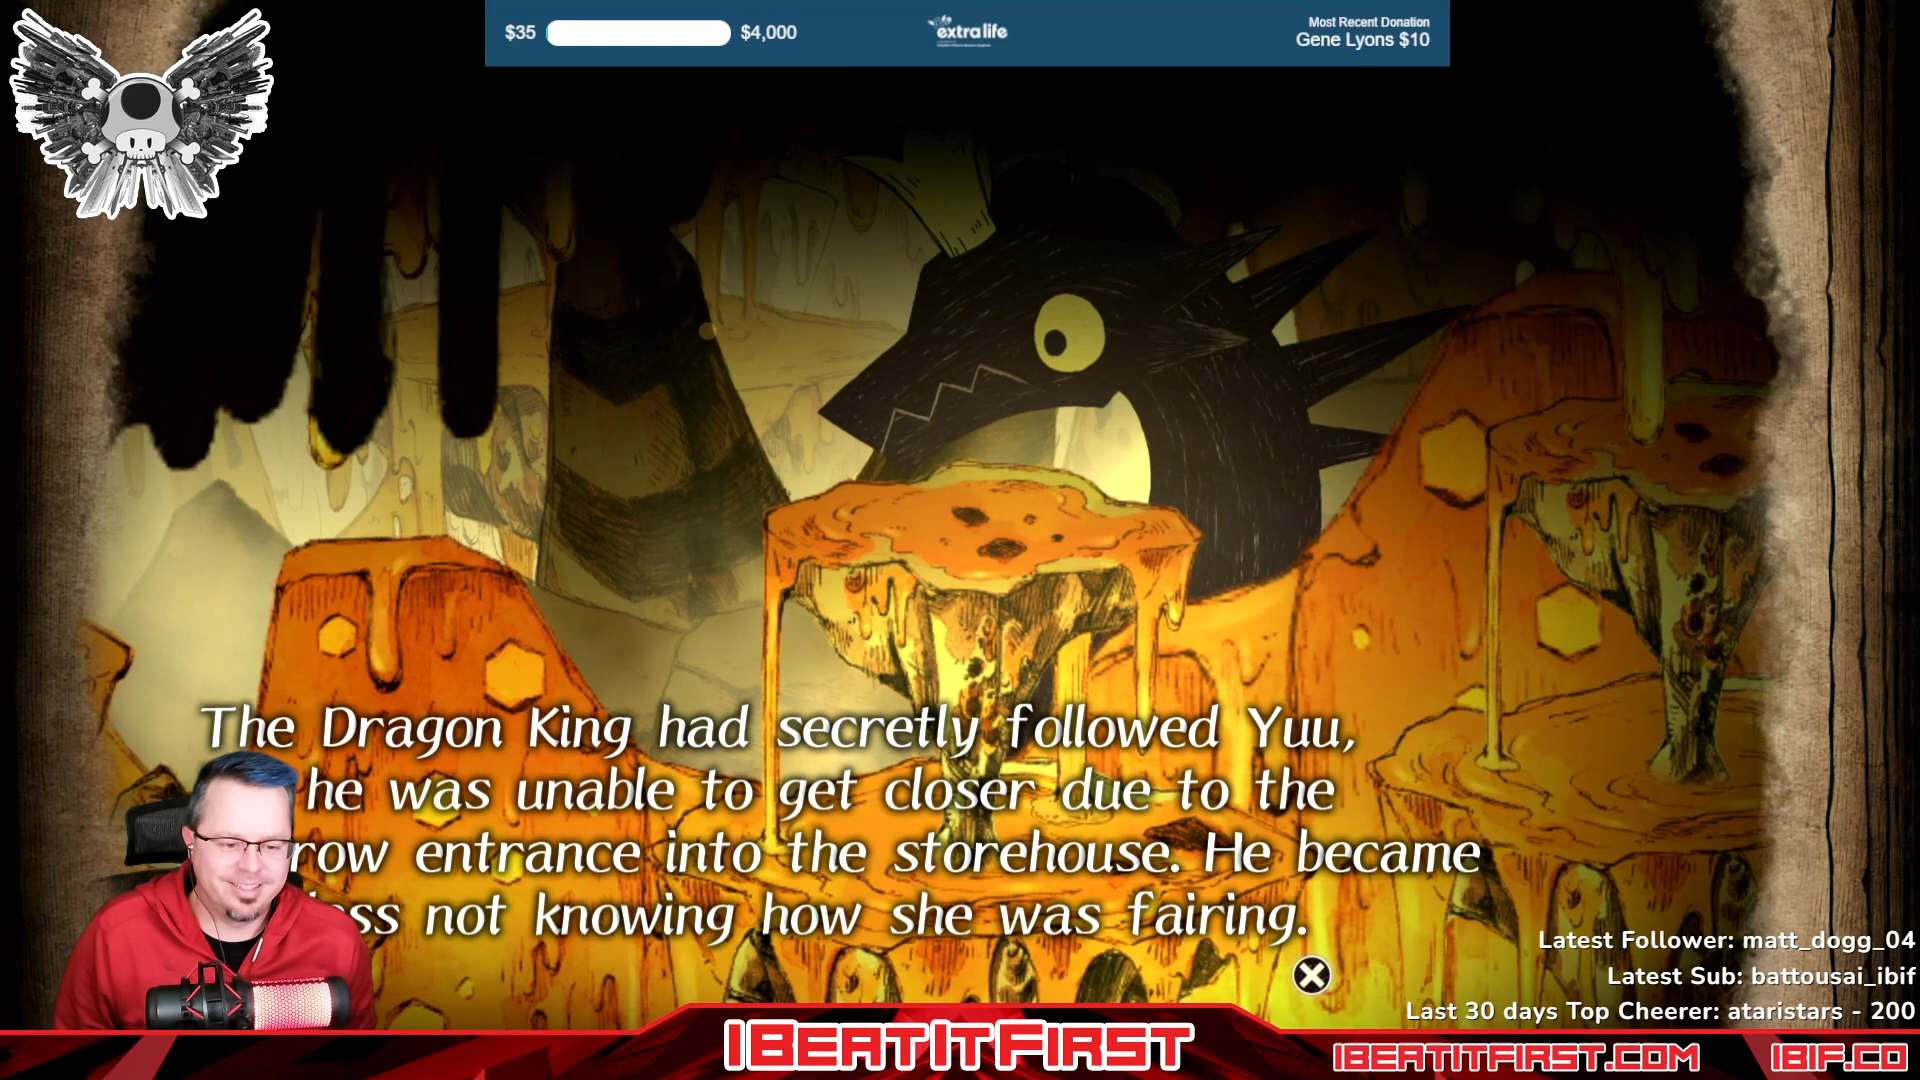 $35
$4,000
extralife
Most Recent Donation
Gene Lyons $10
The Dragon King had secretly followed Yuu,
he was unable to get closer due to the
row entrance into the storehouse. He became
ess not knowing how she was fairing.
Latest Follower: matt_dogg_04
Latest Sub: battousai_ibif
Last 30 days Top Cheerer: ataristars - 200
IBEATITFIRST
IBEATITFIRST.COM
IBIF.CO